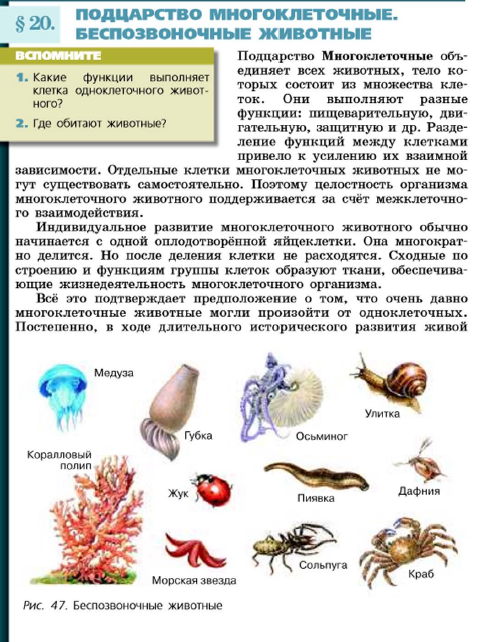 § 20.
ПОДЦАРСТВО МНОГОКЛЕТОЧНЫЕ.
БЕСПОЗВОНОЧНЫЕ ЖИВОТНЫЕ
ВСПОМНИТЕ
1. Какие функции выполняет
клетка одноклеточного живот-
ного?
2. Где обитают животные?
Подцарство Многоклеточные объ-
единяет всех животных, тело ко-
торых состоит из множества кле-
ток. Они выполняют разные
функции: пищеварительную, дви-
гательную, защитную и др. Разде-
ление функций между клетками
привело к усилению их взаимной
зависимости. Отдельные клетки многоклеточных животных не мо-
гут существовать самостоятельно. Поэтому целостность организма
многоклеточного животного поддерживается за счёт межклеточно-
го взаимодействия.
Индивидуальное развитие многоклеточного животного обычно
начинается с одной оплодотворённой яйцеклетки. Она многократ-
но делится. Но после деления клетки не расходятся. Сходные по
строению и функциям группы клеток образуют ткани, обеспечива-
ющие жизнедеятельность многоклеточного организма.
Всё это подтверждает предположение о том, что очень давно
многоклеточные животные могли произойти от одноклеточных.
Постепенно, в ходе длительного исторического развития живой
Медуза
Губка
Осьминог
Улитка
Коралловый
полип
Жук
Пиявка
Дафния
Морская звезда
Сольпуга
Краб
Рис. 47. Беспозвоночные животные